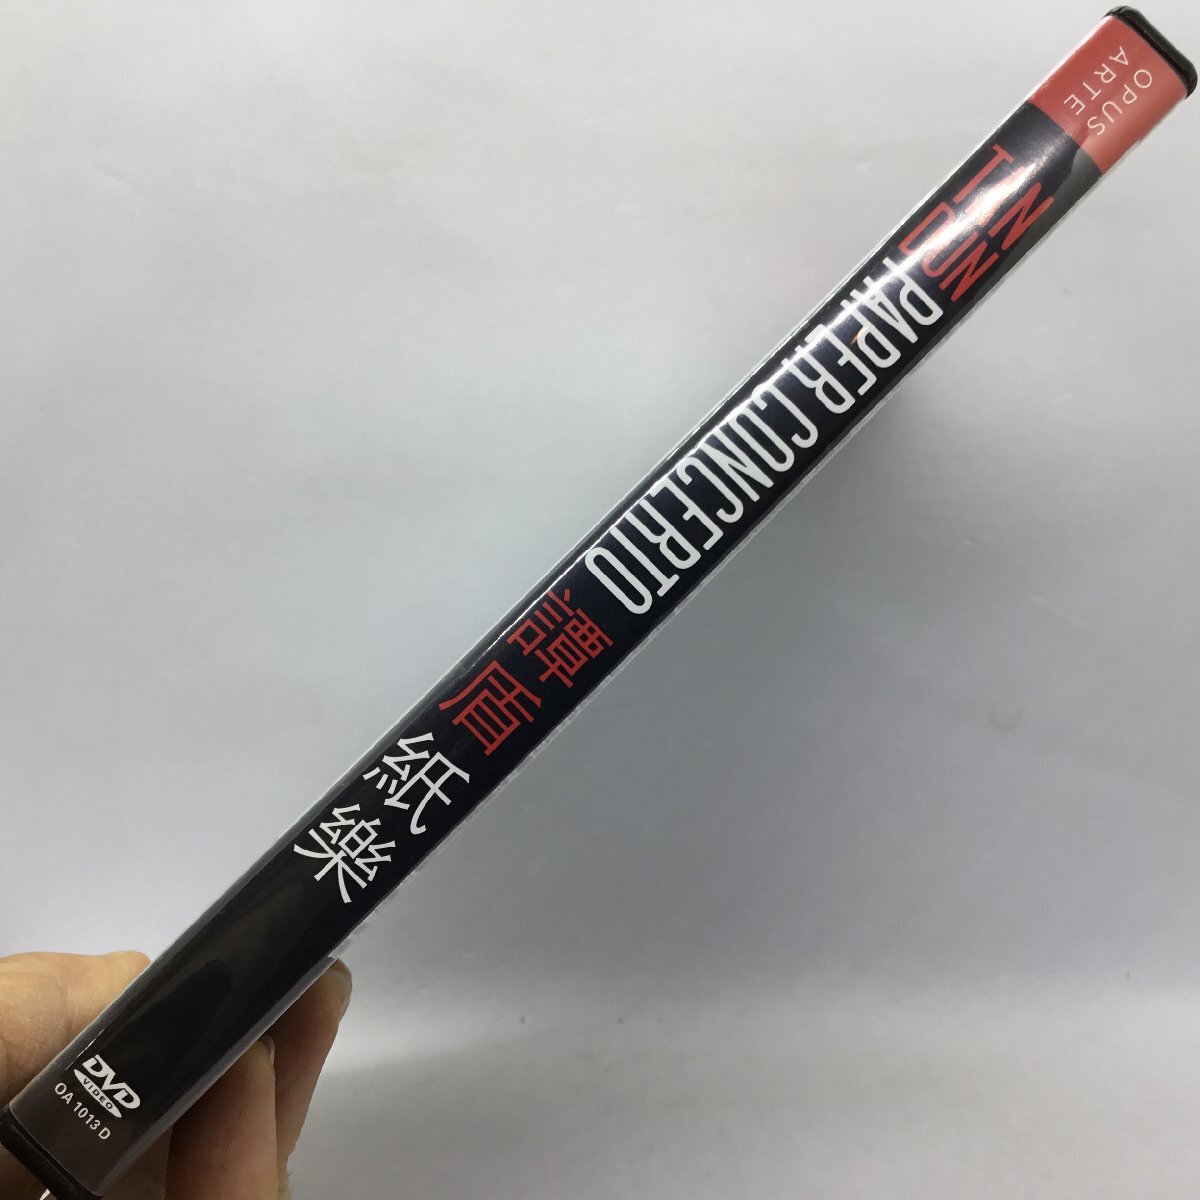 OPUS
ARTE
TAN
DUN
PAPER CONCERTO
譚盾
紙樂
DVD
VIDEO
OA 1013 D